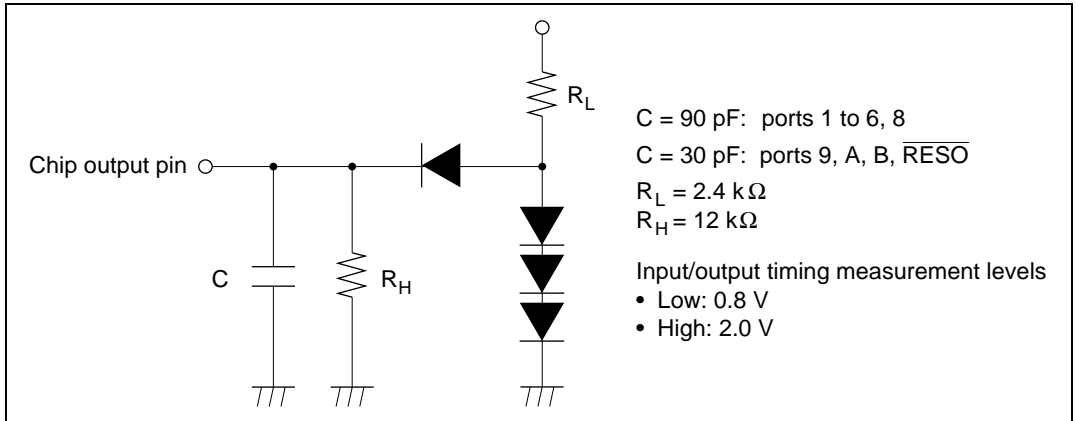 R_L
Chip output pin
C
R_H
C = 90 pF: ports 1 to 6, 8
C = 30 pF: ports 9, A, B, R̅E̅S̅O̅
R_L = 2.4 kΩ
R_H = 12 kΩ
Input/output timing measurement levels
• Low: 0.8 V
• High: 2.0 V